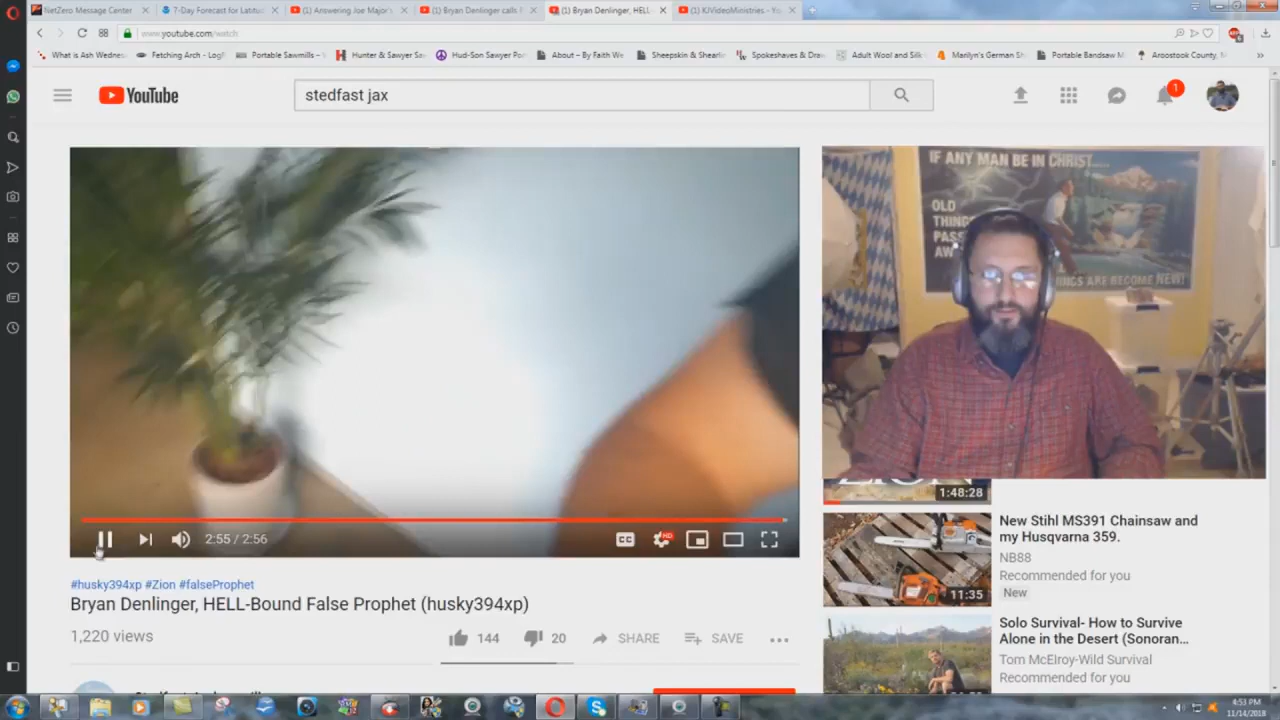 NetZero Message Center
7-Day Forecast for Latitud
(1) Answering Joe Major's
(1) Bryan Denlinger calls F
(1) Bryan Denlinger, HELL-
(1) KJVideoMinistries - Yo
www.youtube.com/watch
What is Ash Wednes
Fetching Arch - Log
Portable Sawmills –
Hunter & Sawyer Saw
Hud-Son Sawyer Por
About – By Faith We
Sheepskin & Shearlin
Spokeshaves & Draw
Adult Wool and Silk
Marilyn's German Sh
Portable Bandsaw M
Aroostook County,
YouTube
stedfast jax
1
IF ANY MAN BE IN CHRIST....
OLD
THINGS
PASS
AW
INGS ARE BECOME NEW!
2:55 / 2:56
HD
#husky394xp #Zion #falseProphet
Bryan Denlinger, HELL-Bound False Prophet (husky394xp)
1,220 views
144
20
SHARE
SAVE
1:48:28
New Stihl MS391 Chainsaw and
my Husqvarna 359.
NB88
Recommended for you
New
11:35
Solo Survival- How to Survive
Alone in the Desert (Sonoran...
Tom McElroy-Wild Survival
Recommended for you
4:53 PM
11/14/2018